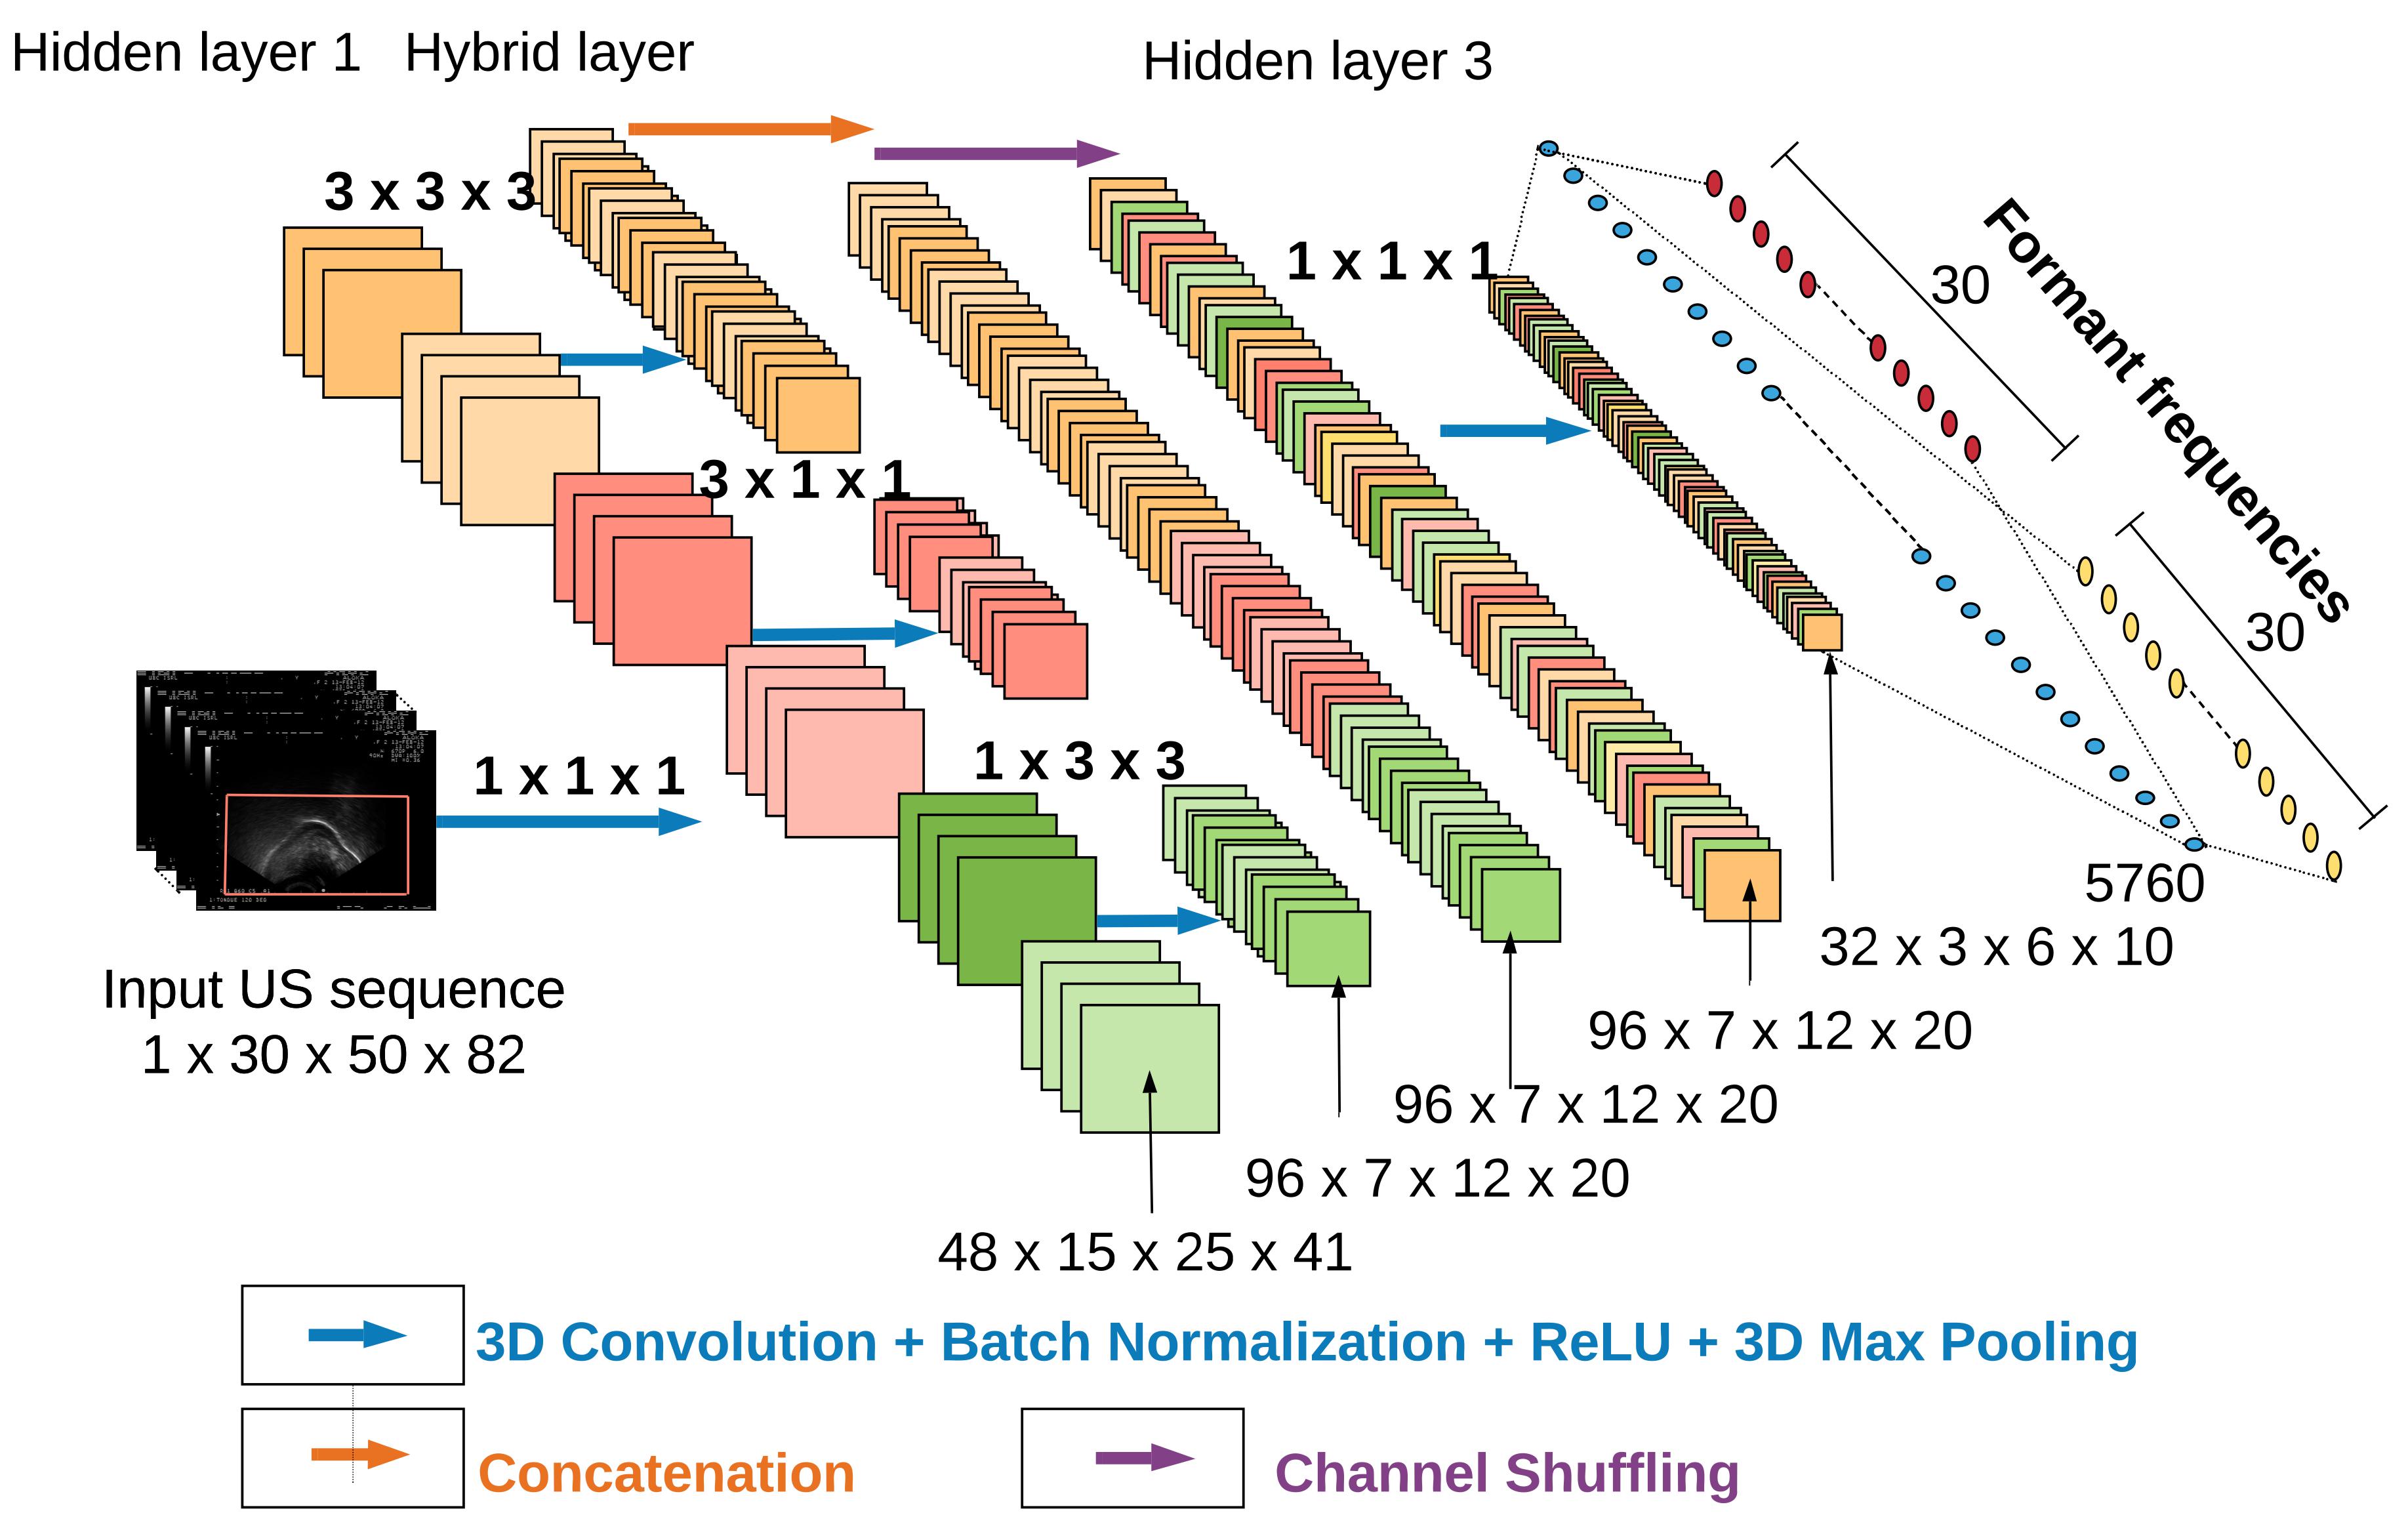 Hidden layer 1 Hybrid layer
Hidden layer 3
3 x 3 x 3
1 x 1 x 1
30
Formant frequencies
3 x 1 x 1
30
1 x 1 x 1
1 x 3 x 3
5760
32 x 3 x 6 x 10
Input US sequence
1 x 30 x 50 x 82
96 x 7 x 12 x 20
96 x 7 x 12 x 20
96 x 7 x 12 x 20
48 x 15 x 25 x 41
3D Convolution + Batch Normalization + ReLU + 3D Max Pooling
Concatenation
Channel Shuffling